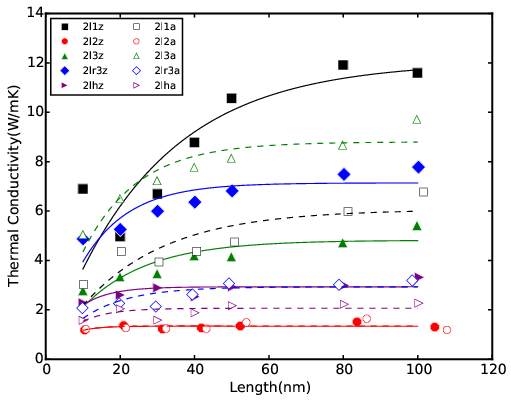 14
12
10
8
6
4
2
0
Thermal Conductivity(W/mK)
2l1z 2l1a
2l2z 2l2a
2l3z 2l3a
2lr3z 2lr3a
2lhz 2lha
0 20 40 60 80 100 120
Length(nm)